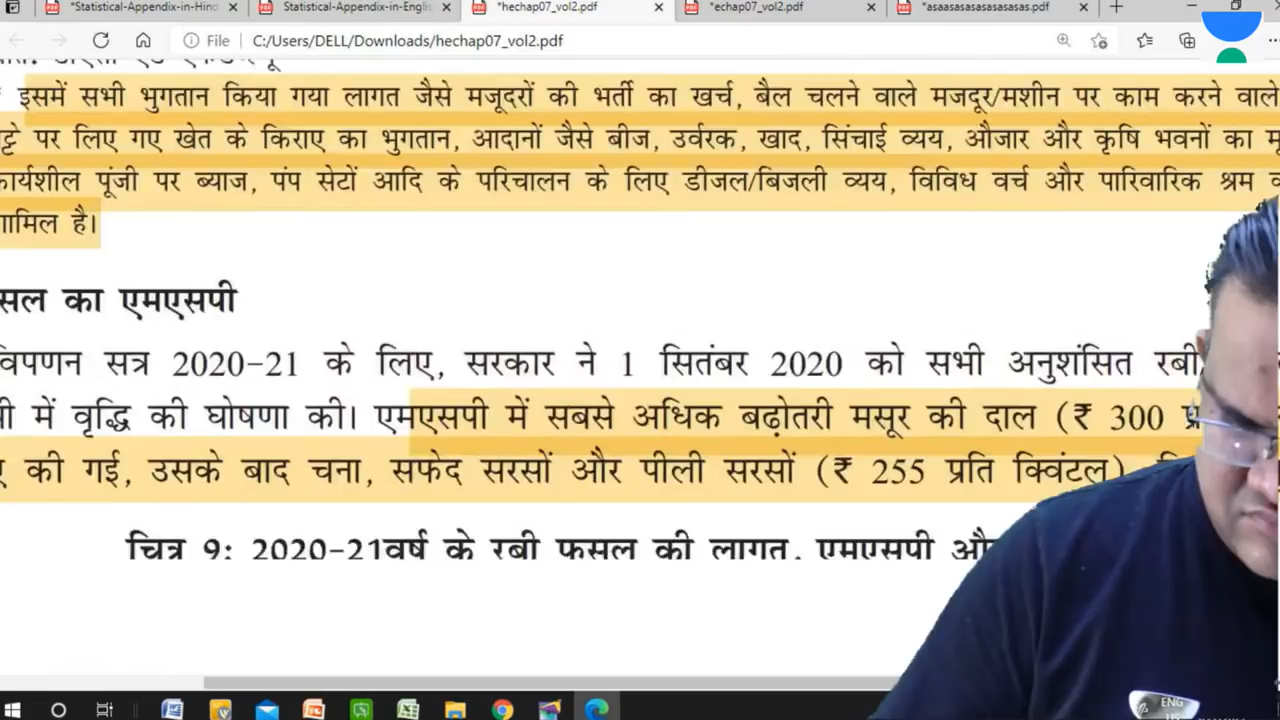 *Statistical-Appendix-in-Hind
Statistical-Appendix-in-Englis
*hechap07_vol2.pdf
*echap07_vol2.pdf
*asaasasasasasasasas.pdf
File C:/Users/DELL/Downloads/hechap07_vol2.pdf
इसमें सभी भुगतान किया गया लागत जैसे मजूदरों की भर्ती का खर्च, बैल चलने वाले मजदूर/मशीन पर काम करने वाले
ट्टे पर लिए गए खेत के किराए का भुगतान, आदानों जैसे बीज, उर्वरक, खाद, सिंचाई व्यय, औजार और कृषि भवनों का
कार्यशील पूंजी पर ब्याज, पंप सेटों आदि के परिचालन के लिए डीजल/बिजली व्यय, विविध वर्च और पारिवारिक श्रम
शामिल है।
सल का एमएसपी
विपणन सत्र 2020-21 के लिए, सरकार ने 1 सितंबर 2020 को सभी अनुशंसित रबी
पी में वृद्धि की घोषणा की। एमएसपी में सबसे अधिक बढ़ोतरी मसूर की दाल (₹ 300
की गई, उसके बाद चना, सफेद सरसों और पीली सरसों (₹ 255 प्रति क्विंटल)
चित्र 9: 2020-21वर्ष के रबी फसल की लागत, एमएसपी
ENG